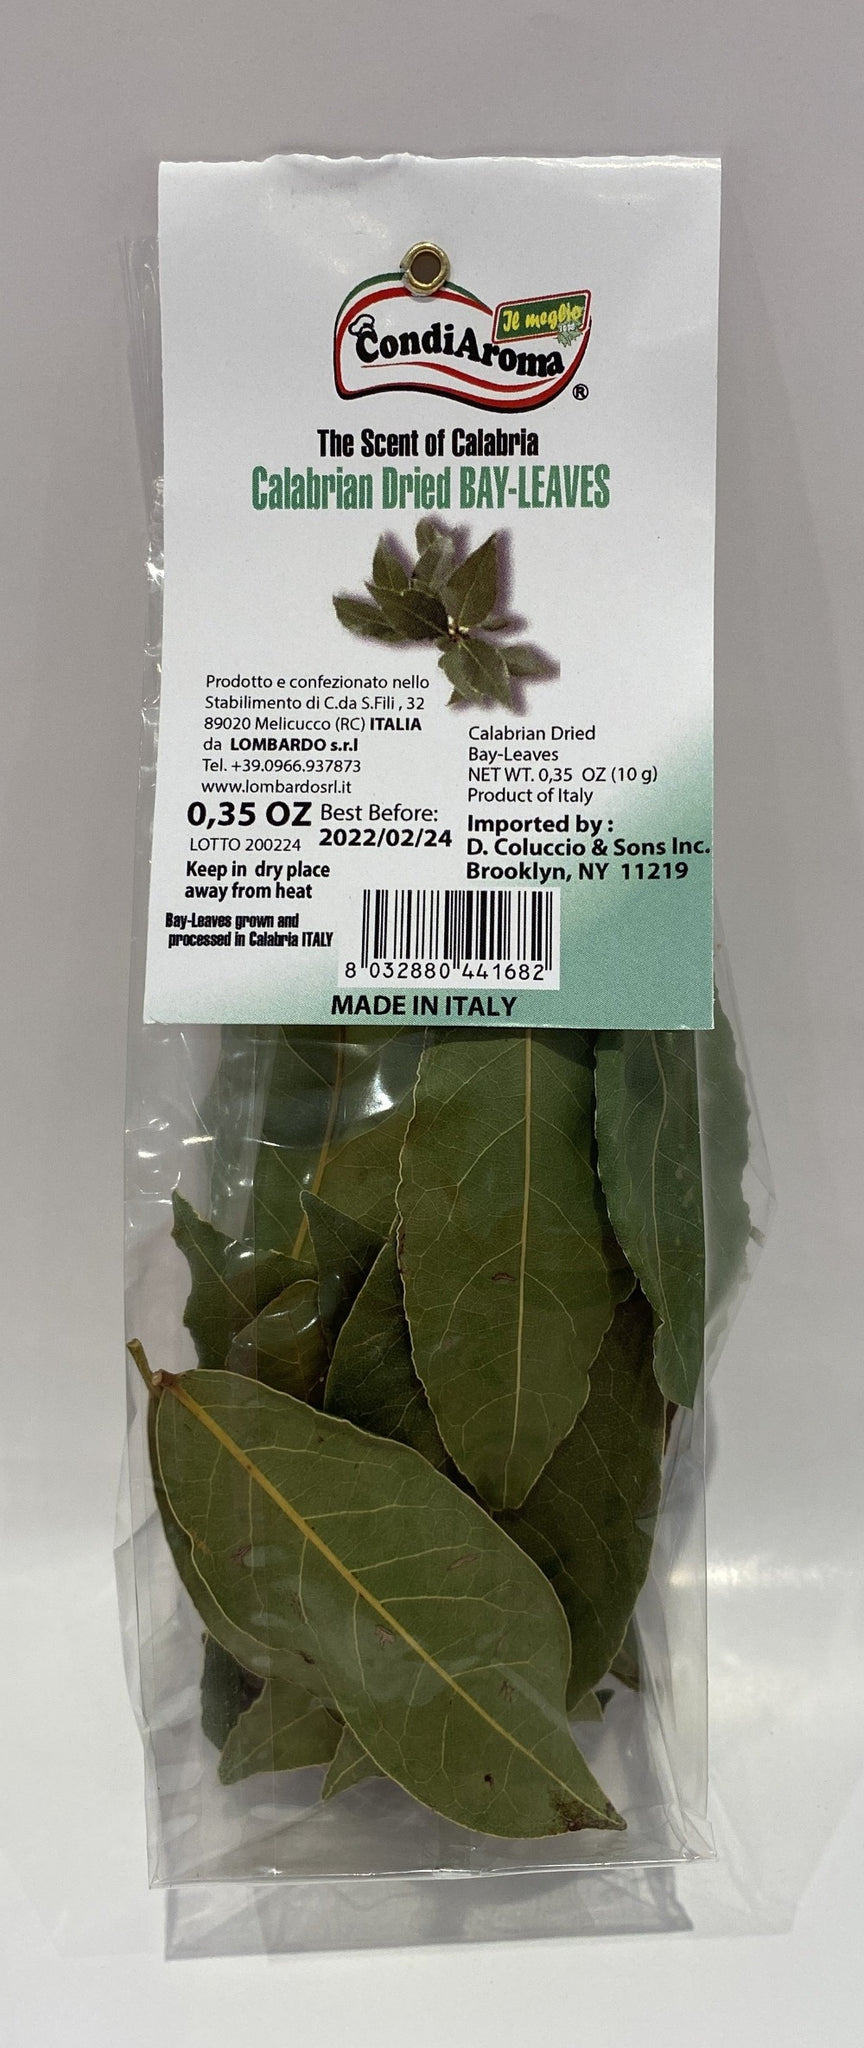 Il meglio
CondiAroma
®
The Scent of Calabria
Calabrian Dried BAY-LEAVES
Prodotto e confezionato nello
Stabilimento di C.da S.Fili , 32
89020 Melicucco (RC) ITALIA
da LOMBARDO s.r.l
Tel. +39.0966.937873
www.lombardosrl.it
0,35 OZ
LOTTO 200224
Best Before:
2022/02/24
Keep in dry place
away from heat
Bay-Leaves grown and
processed in Calabria ITALY
Calabrian Dried
Bay-Leaves
NET WT. 0,35 OZ (10 g)
Product of Italy
Imported by :
D. Coluccio & Sons Inc.
Brooklyn, NY 11219
8 032880 441682
MADE IN ITALY